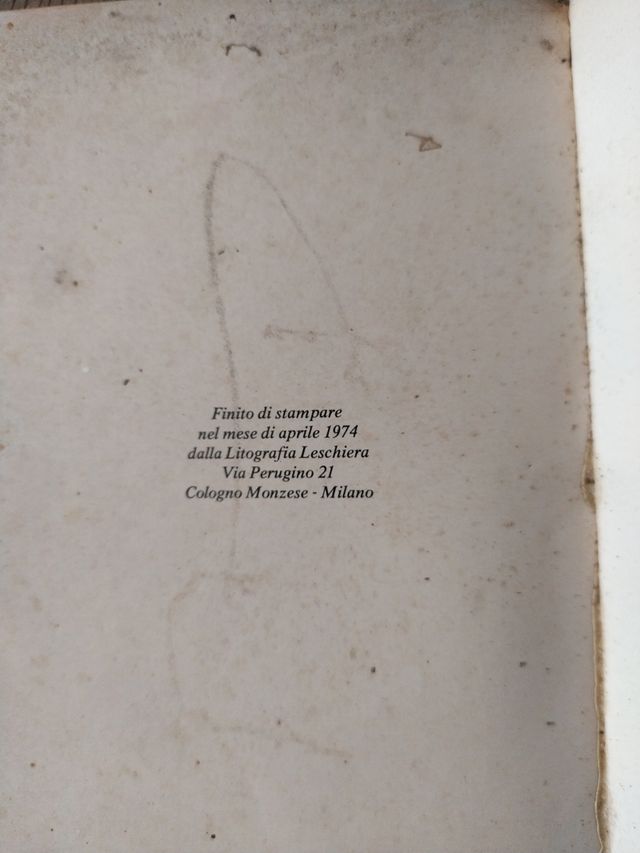 Finito di stampare
nel mese di aprile 1974
dalla Litografia Leschiera
Via Perugino 21
Cologno Monzese - Milano